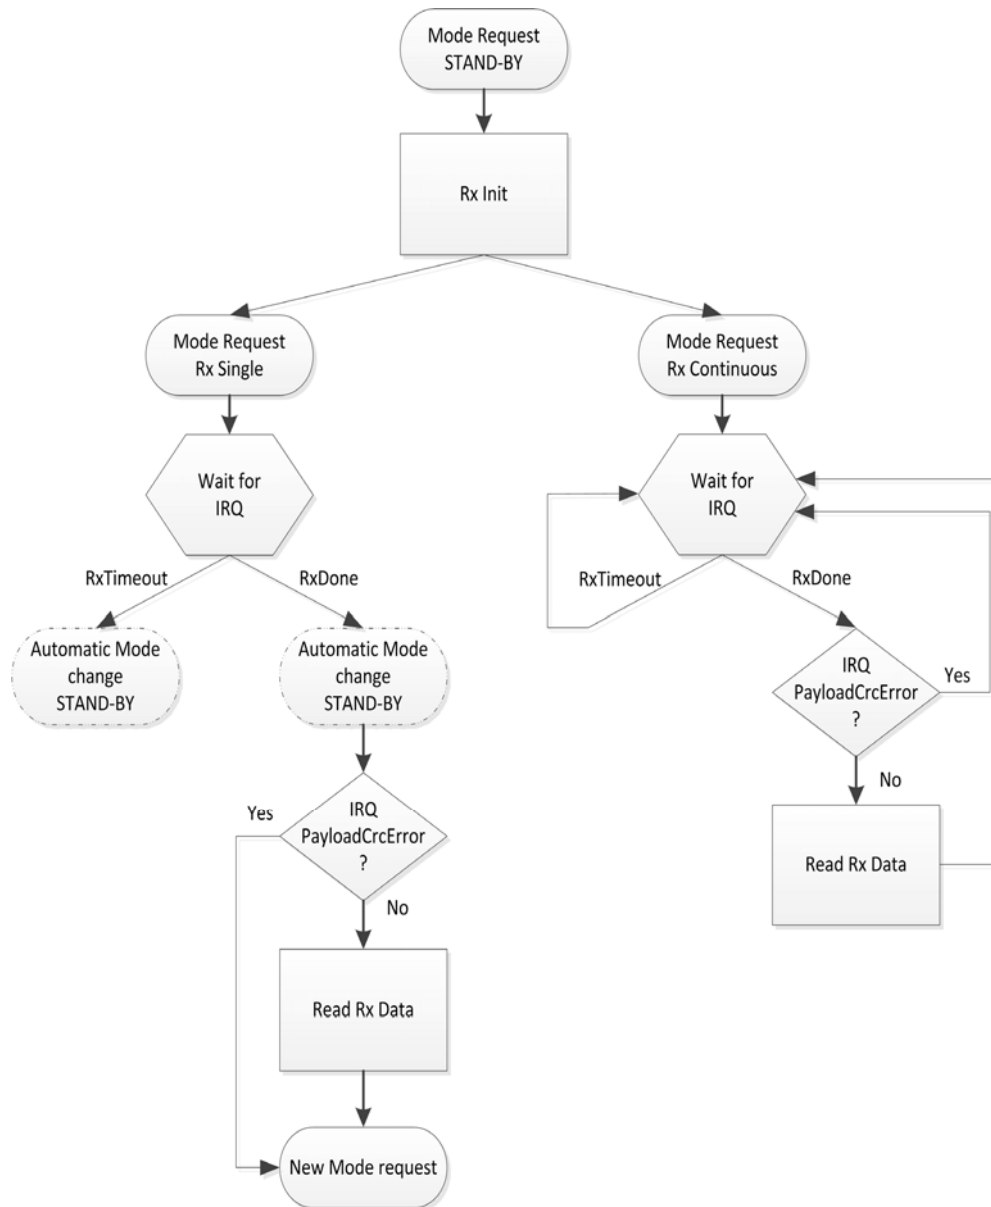 Mode Request
STAND-BY
Rx Init
Mode Request
Rx Single
Mode Request
Rx Continuous
Wait for
IRQ
Wait for
IRQ
RxTimeout
RxDone
RxTimeout
RxDone
Automatic Mode
change
STAND-BY
Automatic Mode
change
STAND-BY
IRQ
PayloadCrcError
?
Yes
No
Read Rx Data
Yes
IRQ
PayloadCrcError
?
No
Read Rx Data
New Mode request